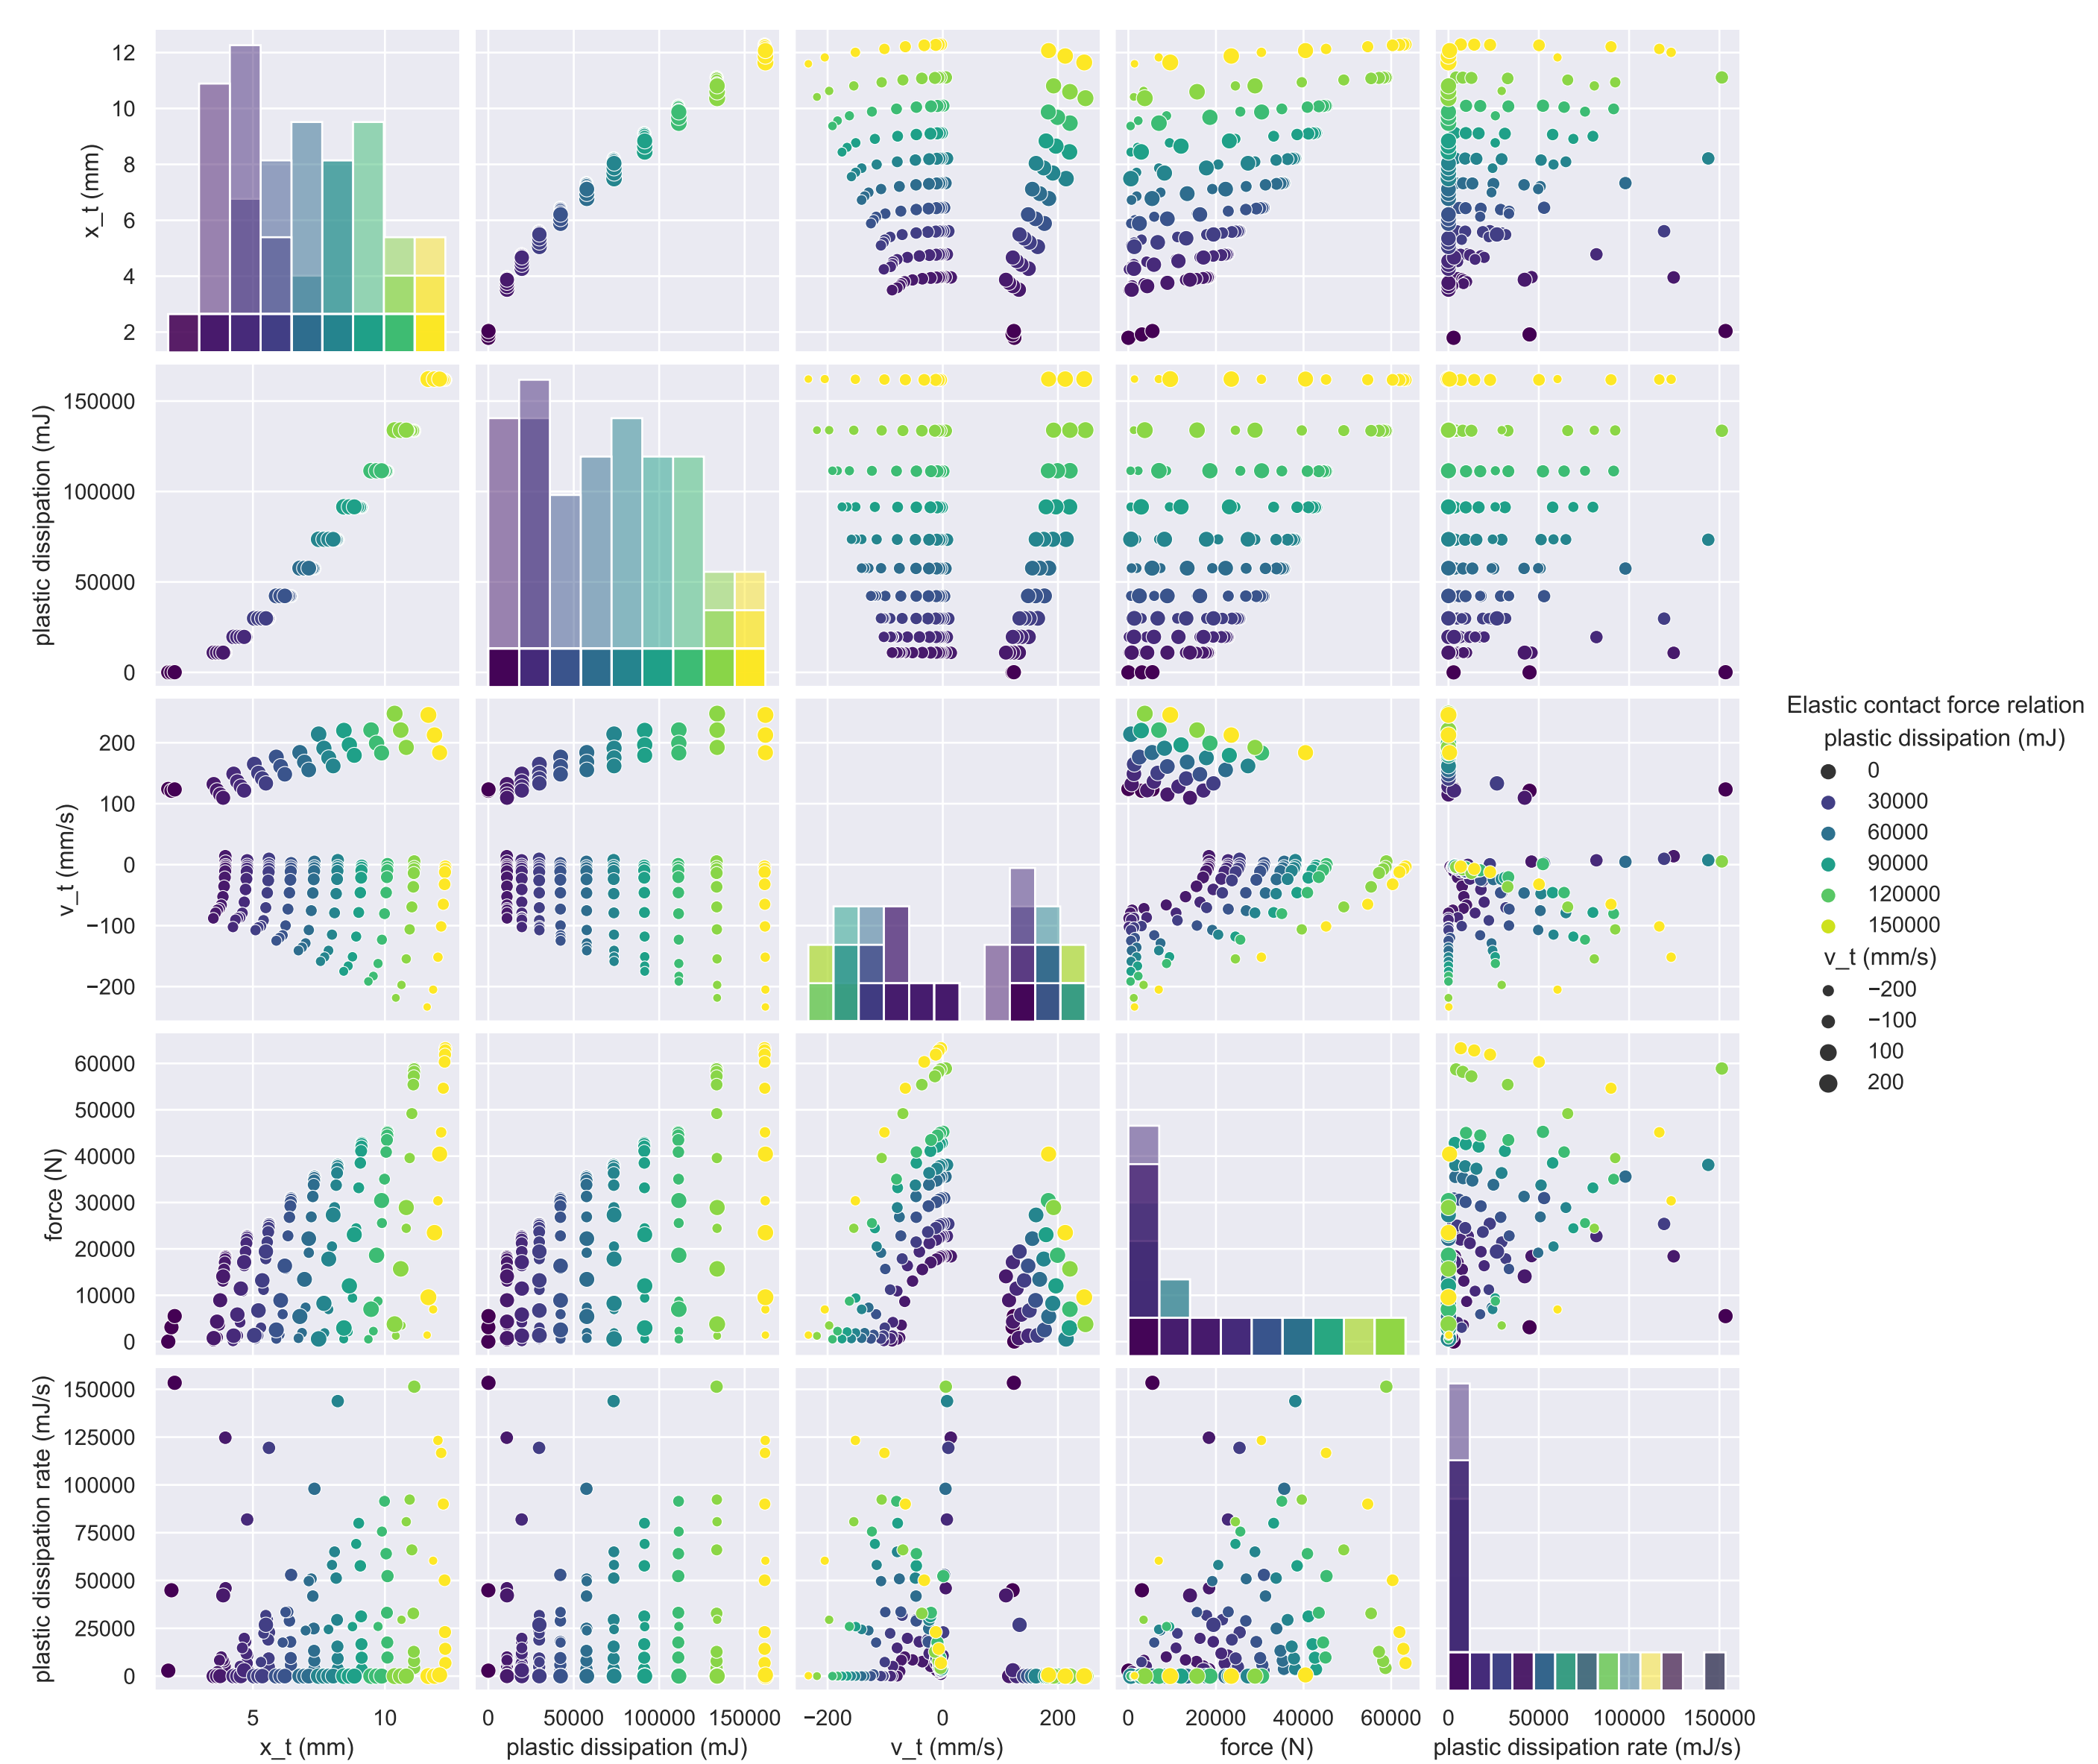 12
10
8
6
4
2
x_t (mm)
150000
100000
50000
0
plastic dissipation (mJ)
200
100
0
−100
−200
v_t (mm/s)
60000
50000
40000
30000
20000
10000
0
force (N)
150000
125000
100000
75000
50000
25000
0
plastic dissipation rate (mJ/s)
5 10
x_t (mm)
0 50000 100000 150000
plastic dissipation (mJ)
−200 0 200
v_t (mm/s)
0 20000 40000 60000
force (N)
0 50000 100000 150000
plastic dissipation rate (mJ/s)
Elastic contact force relation
plastic dissipation (mJ)
0
30000
60000
90000
120000
150000
v_t (mm/s)
−200
−100
100
200